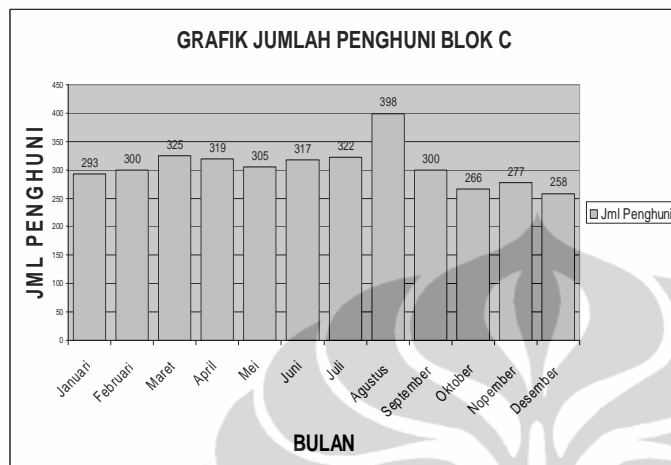 GRAFIK JUMLAH PENGHUNI BLOK C
JML PENGHUNI
450
400
350
300
250
200
150
100
50
0
293
300
325
319
305
317
322
398
300
266
277
258
Jml Penghuni
Januari
Februari
Maret
April
Mei
Juni
Juli
Agustus
September
Oktober
Nopember
Desember
BULAN